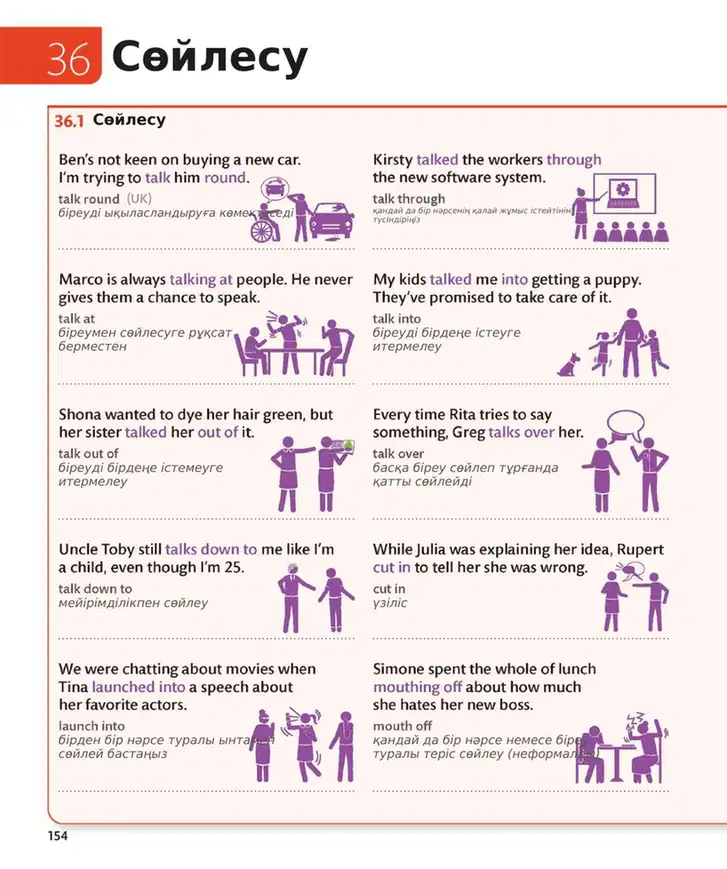 36 Сөйлесу
36.1 Сөйлесу
Ben's not keen on buying a new car.
I'm trying to talk him round.
talk round (UK)
біреуді ықыласландыруға көмектеседі
Kirsty talked the workers through
the new software system.
talk through
қандай да бір нәрсенің қалай жұмыс істейтінін
түсіндіріңіз
Marco is always talking at people. He never
gives them a chance to speak.
talk at
біреумен сөйлесуге рұқсат
берместен
My kids talked me into getting a puppy.
They've promised to take care of it.
talk into
біреуді бірдеңе істеуге
итермелеу
Shona wanted to dye her hair green, but
her sister talked her out of it.
talk out of
біреуді бірдеңе істемеуге
итермелеу
Every time Rita tries to say
something, Greg talks over her.
talk over
басқа біреу сөйлеп тұрғанда
қатты сөйлейді
Uncle Toby still talks down to me like I'm
a child, even though I'm 25.
talk down to
мейірімділікпен сөйлеу
While Julia was explaining her idea, Rupert
cut in to tell her she was wrong.
cut in
үзіліс
We were chatting about movies when
Tina launched into a speech about
her favorite actors.
launch into
бірден бір нәрсе туралы
сөйлей бастаңыз
Simone spent the whole of lunch
mouthing off about how much
she hates her new boss.
mouth off
қандай да бір нәрсе немесе біреу
туралы теріс сөйлеу
154